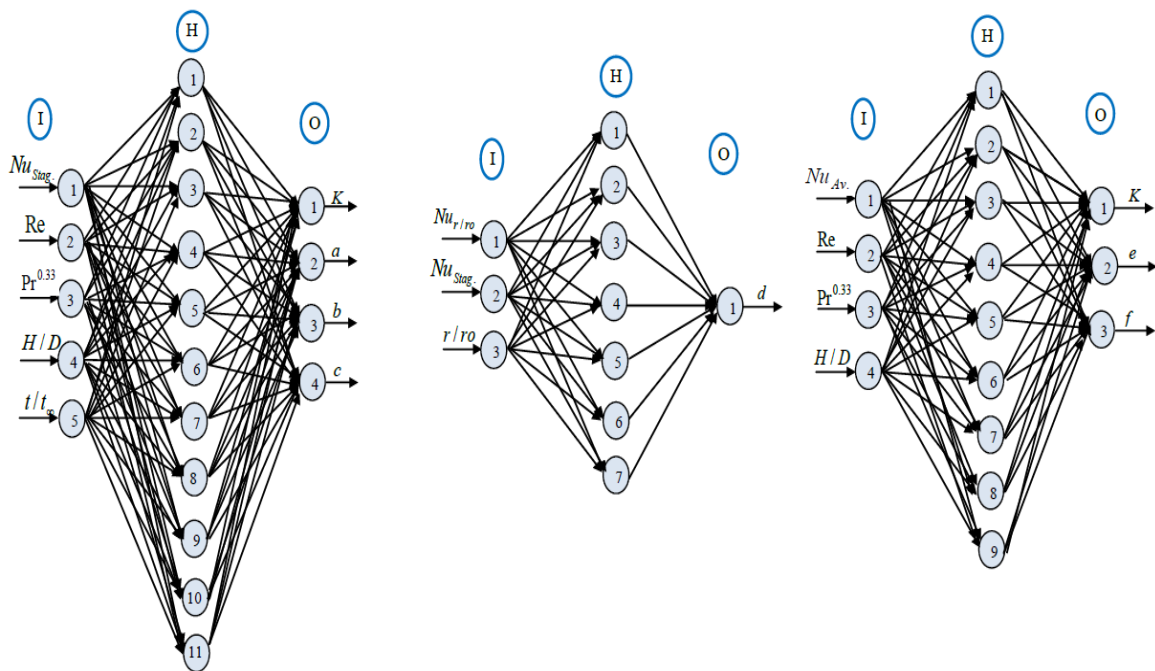 H
I
O
Nu_Stag.
Re
Pr^0.33
H / D
t / t_∞
1
2
3
4
5
1
2
3
4
5
6
7
8
9
10
11
1
2
3
4
K
a
b
c
H
I
O
Nu_r/ro
Nu_Stag.
r / ro
1
2
3
1
2
3
4
5
6
7
1
d
H
I
O
Nu_Av.
Re
Pr^0.33
H / D
1
2
3
4
1
2
3
4
5
6
7
8
9
1
2
3
K
e
f